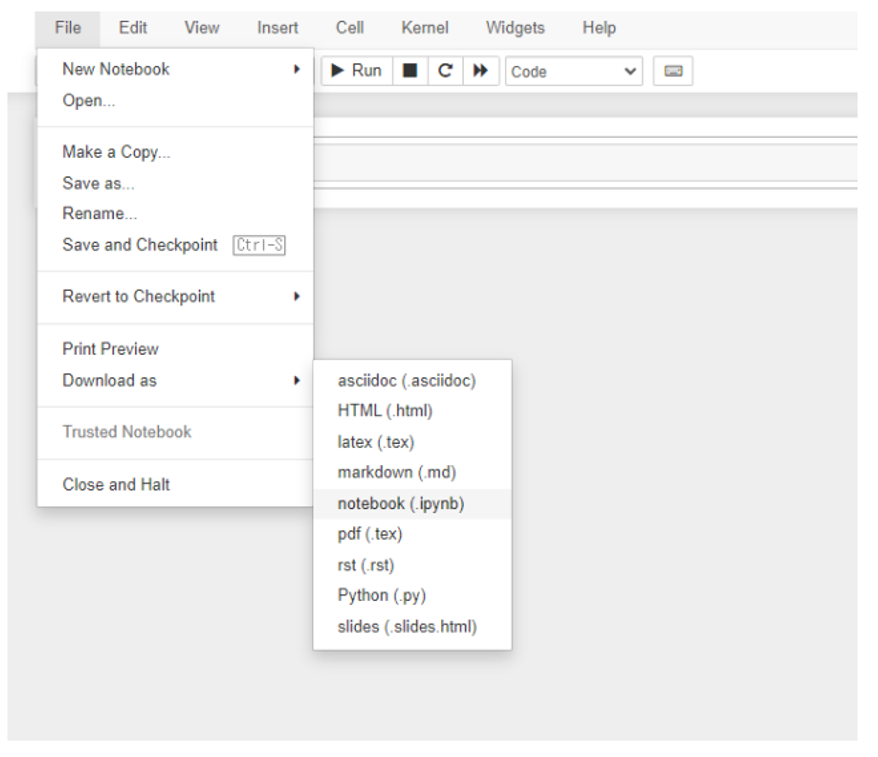 File Edit View Insert Cell Kernel Widgets Help
Run Code
New Notebook
Open...
Make a Copy...
Save as...
Rename...
Save and Checkpoint Ctrl-S
Revert to Checkpoint
Print Preview
Download as
Trusted Notebook
Close and Halt
asciidoc (.asciidoc)
HTML (.html)
latex (.tex)
markdown (.md)
notebook (.ipynb)
pdf (.tex)
rst (.rst)
Python (.py)
slides (.slides.html)